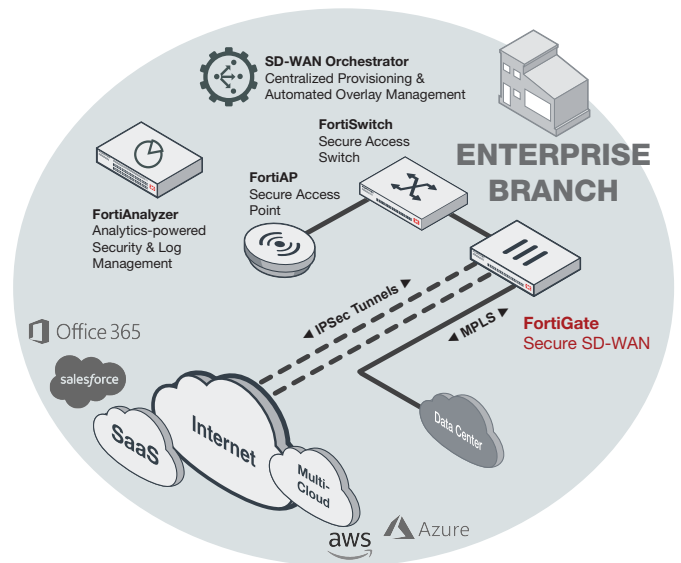 SD-WAN Orchestrator
Centralized Provisioning &
Automated Overlay Management
FortiSwitch
Secure Access
Switch
ENTERPRISE
BRANCH
FortiAP
Secure Access
Point
FortiAnalyzer
Analytics-powered
Security & Log
Management
IPSec Tunnels
MPLS
FortiGate
Secure SD-WAN
Office 365
salesforce
SaaS
Internet
Multi-
Cloud
Data Center
aws
Azure